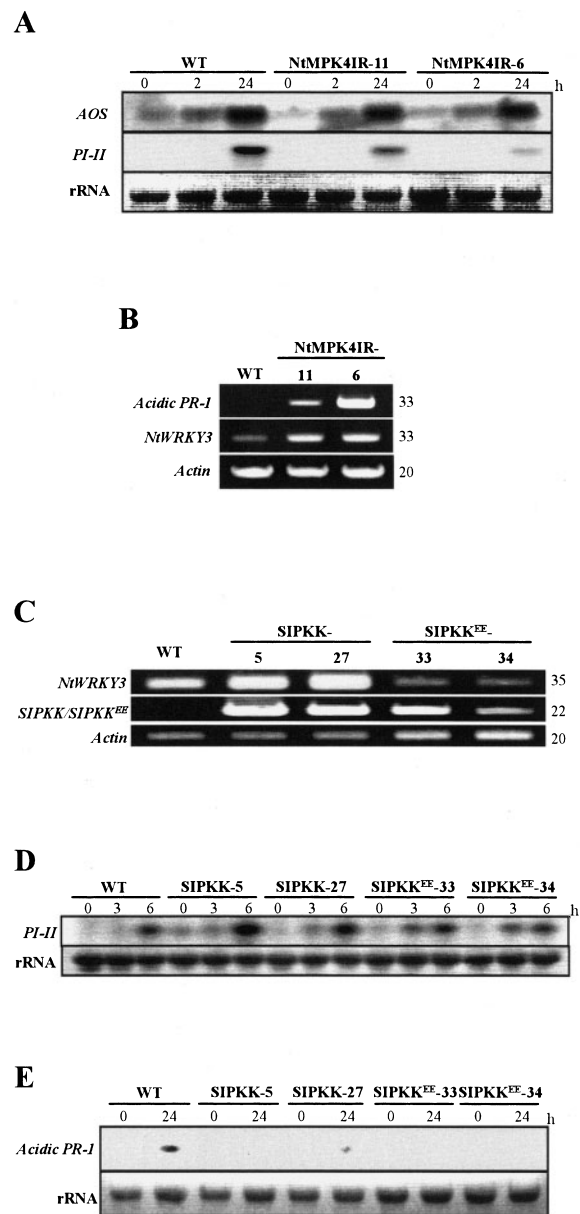 A
WT NtMPK4IR-11 NtMPK4IR-6
0 2 24 0 2 24 0 2 24 h
AOS
PI-II
rRNA
B
NtMPK4IR-
WT 11 6
Acidic PR-1 33
NtWRKY3 33
Actin 20
C
SIPKK- SIPKKEE-
WT 5 27 33 34
NtWRKY3 35
SIPKK/SIPKKEE 22
Actin 20
D
WT SIPKK-5 SIPKK-27 SIPKKEE-33 SIPKKEE-34
0 3 6 0 3 6 0 3 6 0 3 6 0 3 6 h
PI-II
rRNA
E
WT SIPKK-5 SIPKK-27 SIPKKEE-33 SIPKKEE-34
0 24 0 24 0 24 0 24 0 24 h
Acidic PR-1
rRNA